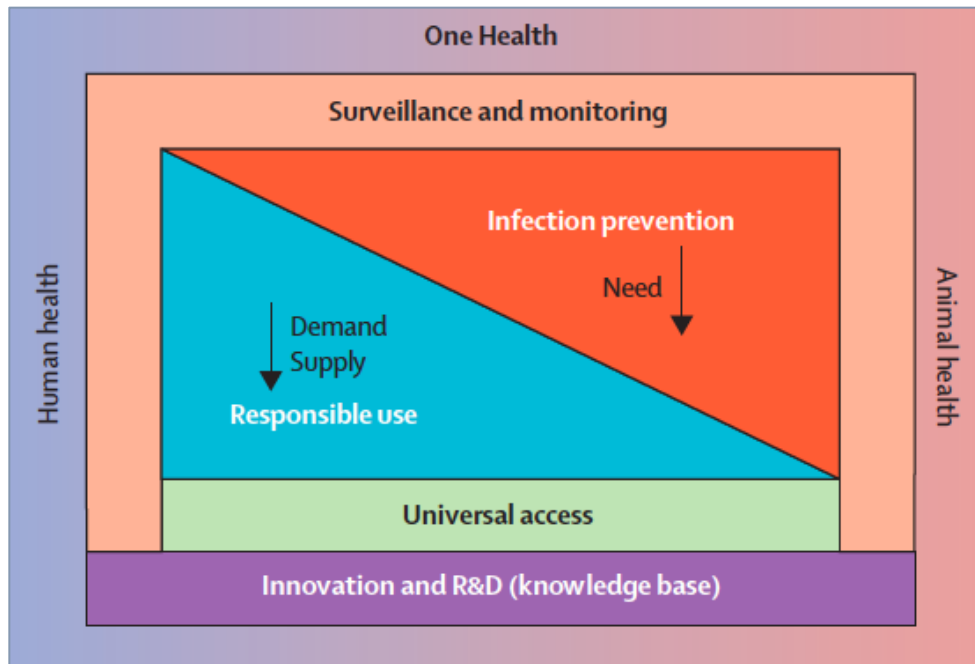 One Health
Surveillance and monitoring
Infection prevention
Need
Demand
Supply
Responsible use
Human health
Animal health
Universal access
Innovation and R&D (knowledge base)